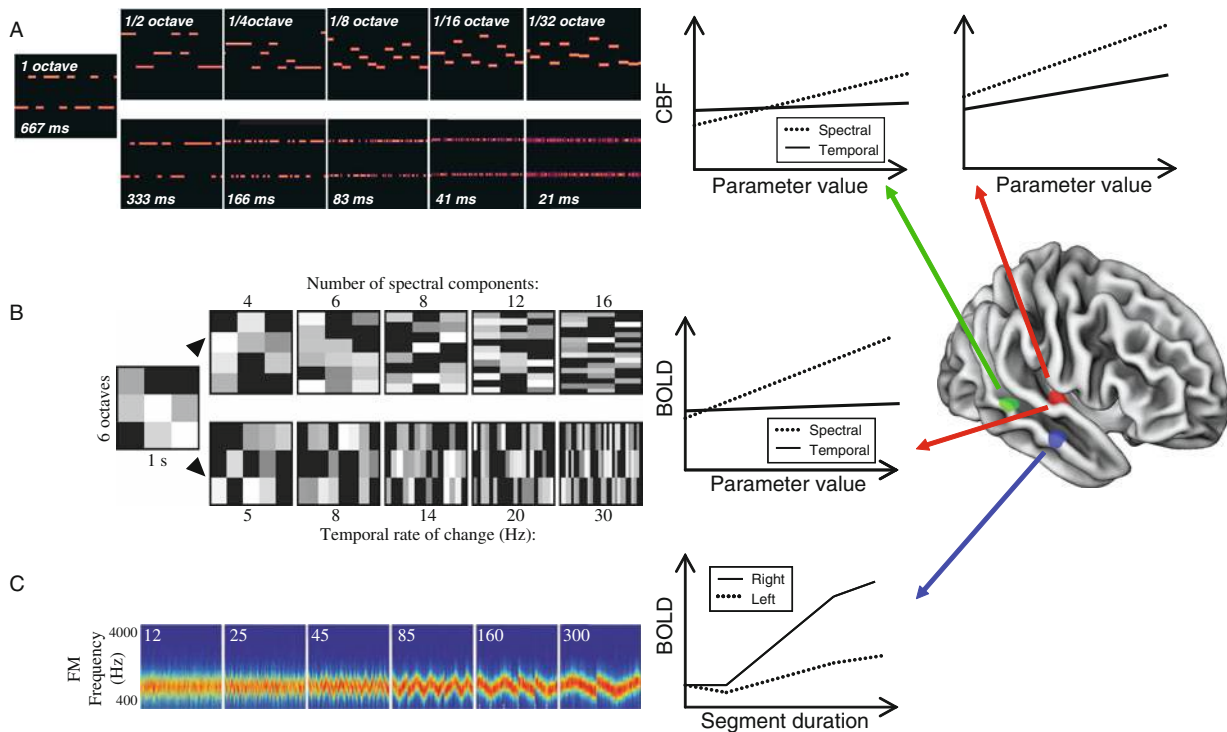 A
1 octave
667 ms
1/2 octave
1/4octave
1/8 octave
1/16 octave
1/32 octave
333 ms
166 ms
83 ms
41 ms
21 ms
CBF
Spectral
Temporal
Parameter value
Parameter value
B
Number of spectral components:
4
6
8
12
16
6 octaves
1 s
5
8
14
20
30
Temporal rate of change (Hz):
BOLD
Spectral
Temporal
Parameter value
C
FM
Frequency
(Hz)
4000
400
12
25
45
85
160
300
BOLD
Right
Left
Segment duration